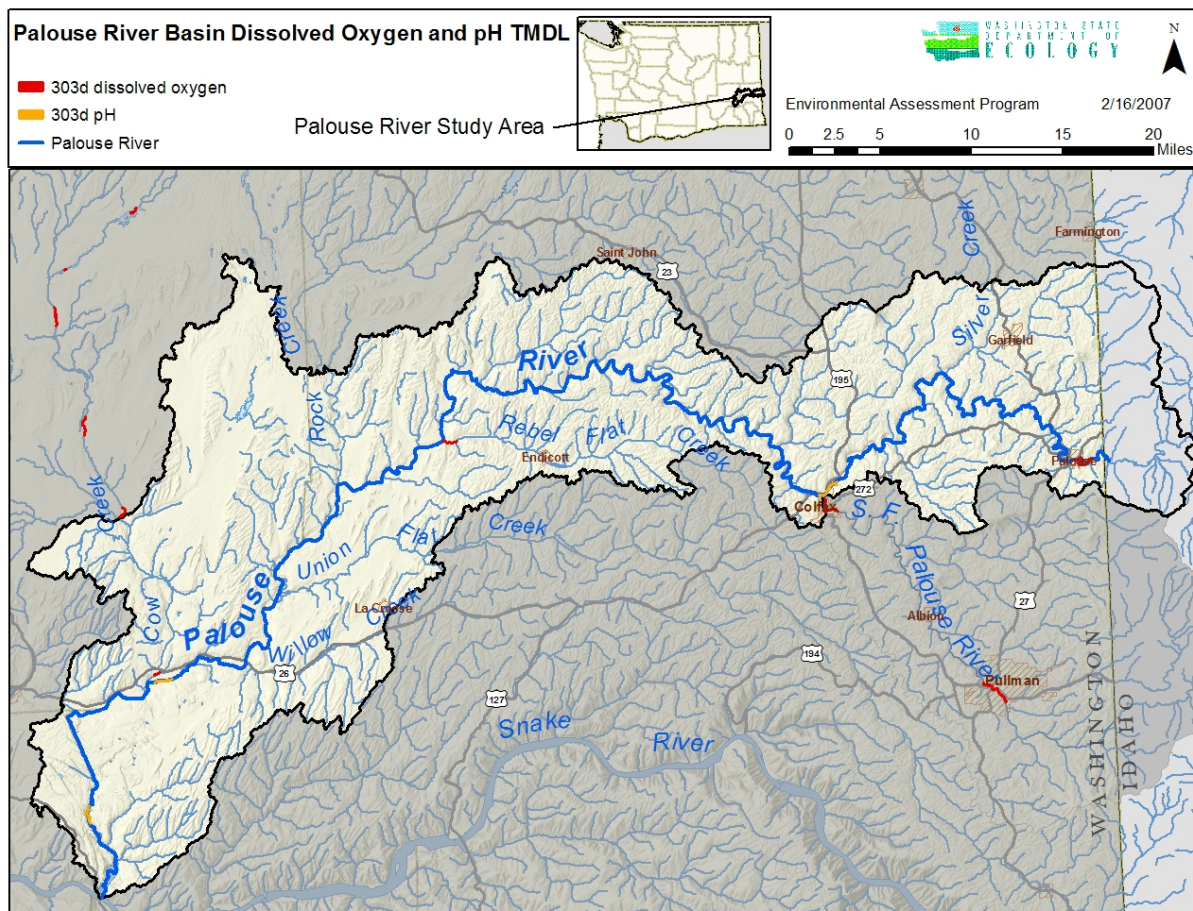 Palouse River Basin Dissolved Oxygen and pH TMDL
303d dissolved oxygen
303d pH
Palouse River
Palouse River Study Area
WASHINGTON STATE
DEPARTMENT OF
ECOLOGY
N
Environmental Assessment Program 2/16/2007
0 2.5 5 10 15 20
Miles
Creek
Farmington
Saint John
23
Creek
Silver
Garfield
River
195
Rock
Rebel Flat Creek
Endicott
Palouse
Creek
272
Colfax
S. F.
Palouse River
Flat Creek
Union
Cow
Palouse
La Crosse
Creek
Willow
26
Albion
27
194
Pullman
127
Snake River
WASHINGTON
IDAHO